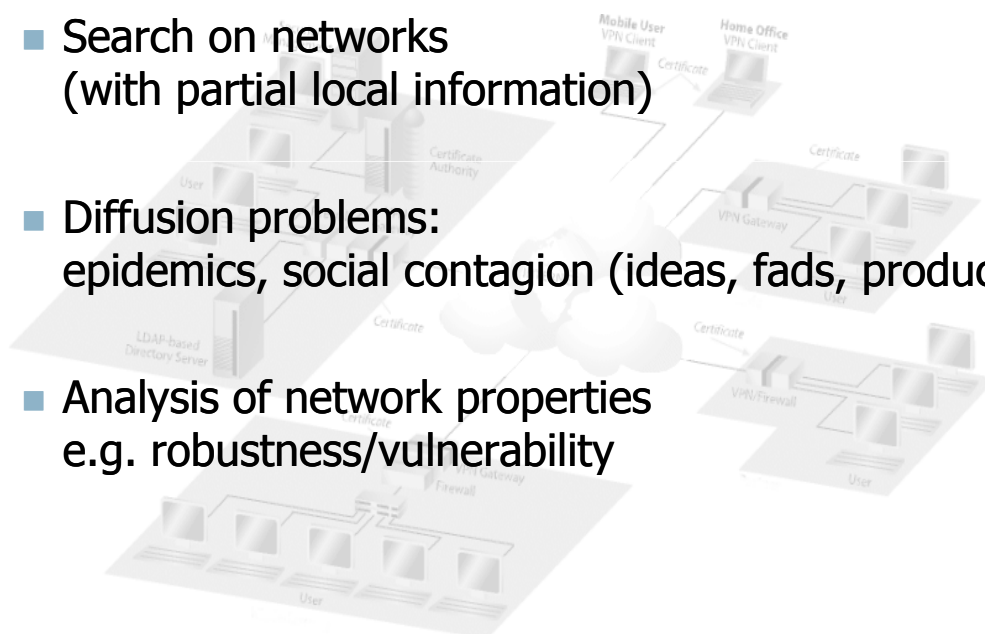 Search on networks
(with partial local information)
Diffusion problems:
epidemics, social contagion (ideas, fads, produc
Analysis of network properties
e.g. robustness/vulnerability
Mobile User
VPN Client
Home Office
VPN Client
Certificate
Certificate
Authority
User
Certificate
VPN Gateway
User
LDAP-based
Directory Server
Certificate
Certificate
VPN/Firewall
User
Certificate
VPN Gateway
Firewall
User